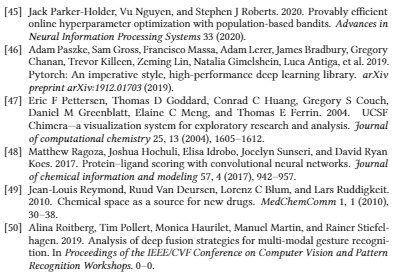 [45] Jack Parker-Holder, Vu Nguyen, and Stephen J Roberts. 2020. Provably efficient
online hyperparameter optimization with population-based bandits. Advances in
Neural Information Processing Systems 33 (2020).
[46] Adam Paszke, Sam Gross, Francisco Massa, Adam Lerer, James Bradbury, Gregory
Chanan, Trevor Killeen, Zeming Lin, Natalia Gimelshein, Luca Antiga, et al. 2019.
Pytorch: An imperative style, high-performance deep learning library. arXiv
preprint arXiv:1912.01703 (2019).
[47] Eric F Pettersen, Thomas D Goddard, Conrad C Huang, Gregory S Couch,
Daniel M Greenblatt, Elaine C Meng, and Thomas E Ferrin. 2004. UCSF
Chimera—a visualization system for exploratory research and analysis. Journal
of computational chemistry 25, 13 (2004), 1605–1612.
[48] Matthew Ragoza, Joshua Hochuli, Elisa Idrobo, Jocelyn Sunseri, and David Ryan
Koes. 2017. Protein–ligand scoring with convolutional neural networks. Journal
of chemical information and modeling 57, 4 (2017), 942–957.
[49] Jean-Louis Reymond, Ruud Van Deursen, Lorenz C Blum, and Lars Ruddigkeit.
2010. Chemical space as a source for new drugs. MedChemComm 1, 1 (2010),
30–38.
[50] Alina Roitberg, Tim Pollert, Monica Haurilet, Manuel Martin, and Rainer Stiefel-
hagen. 2019. Analysis of deep fusion strategies for multi-modal gesture recogni-
tion. In Proceedings of the IEEE/CVF Conference on Computer Vision and Pattern
Recognition Workshops. 0–0.